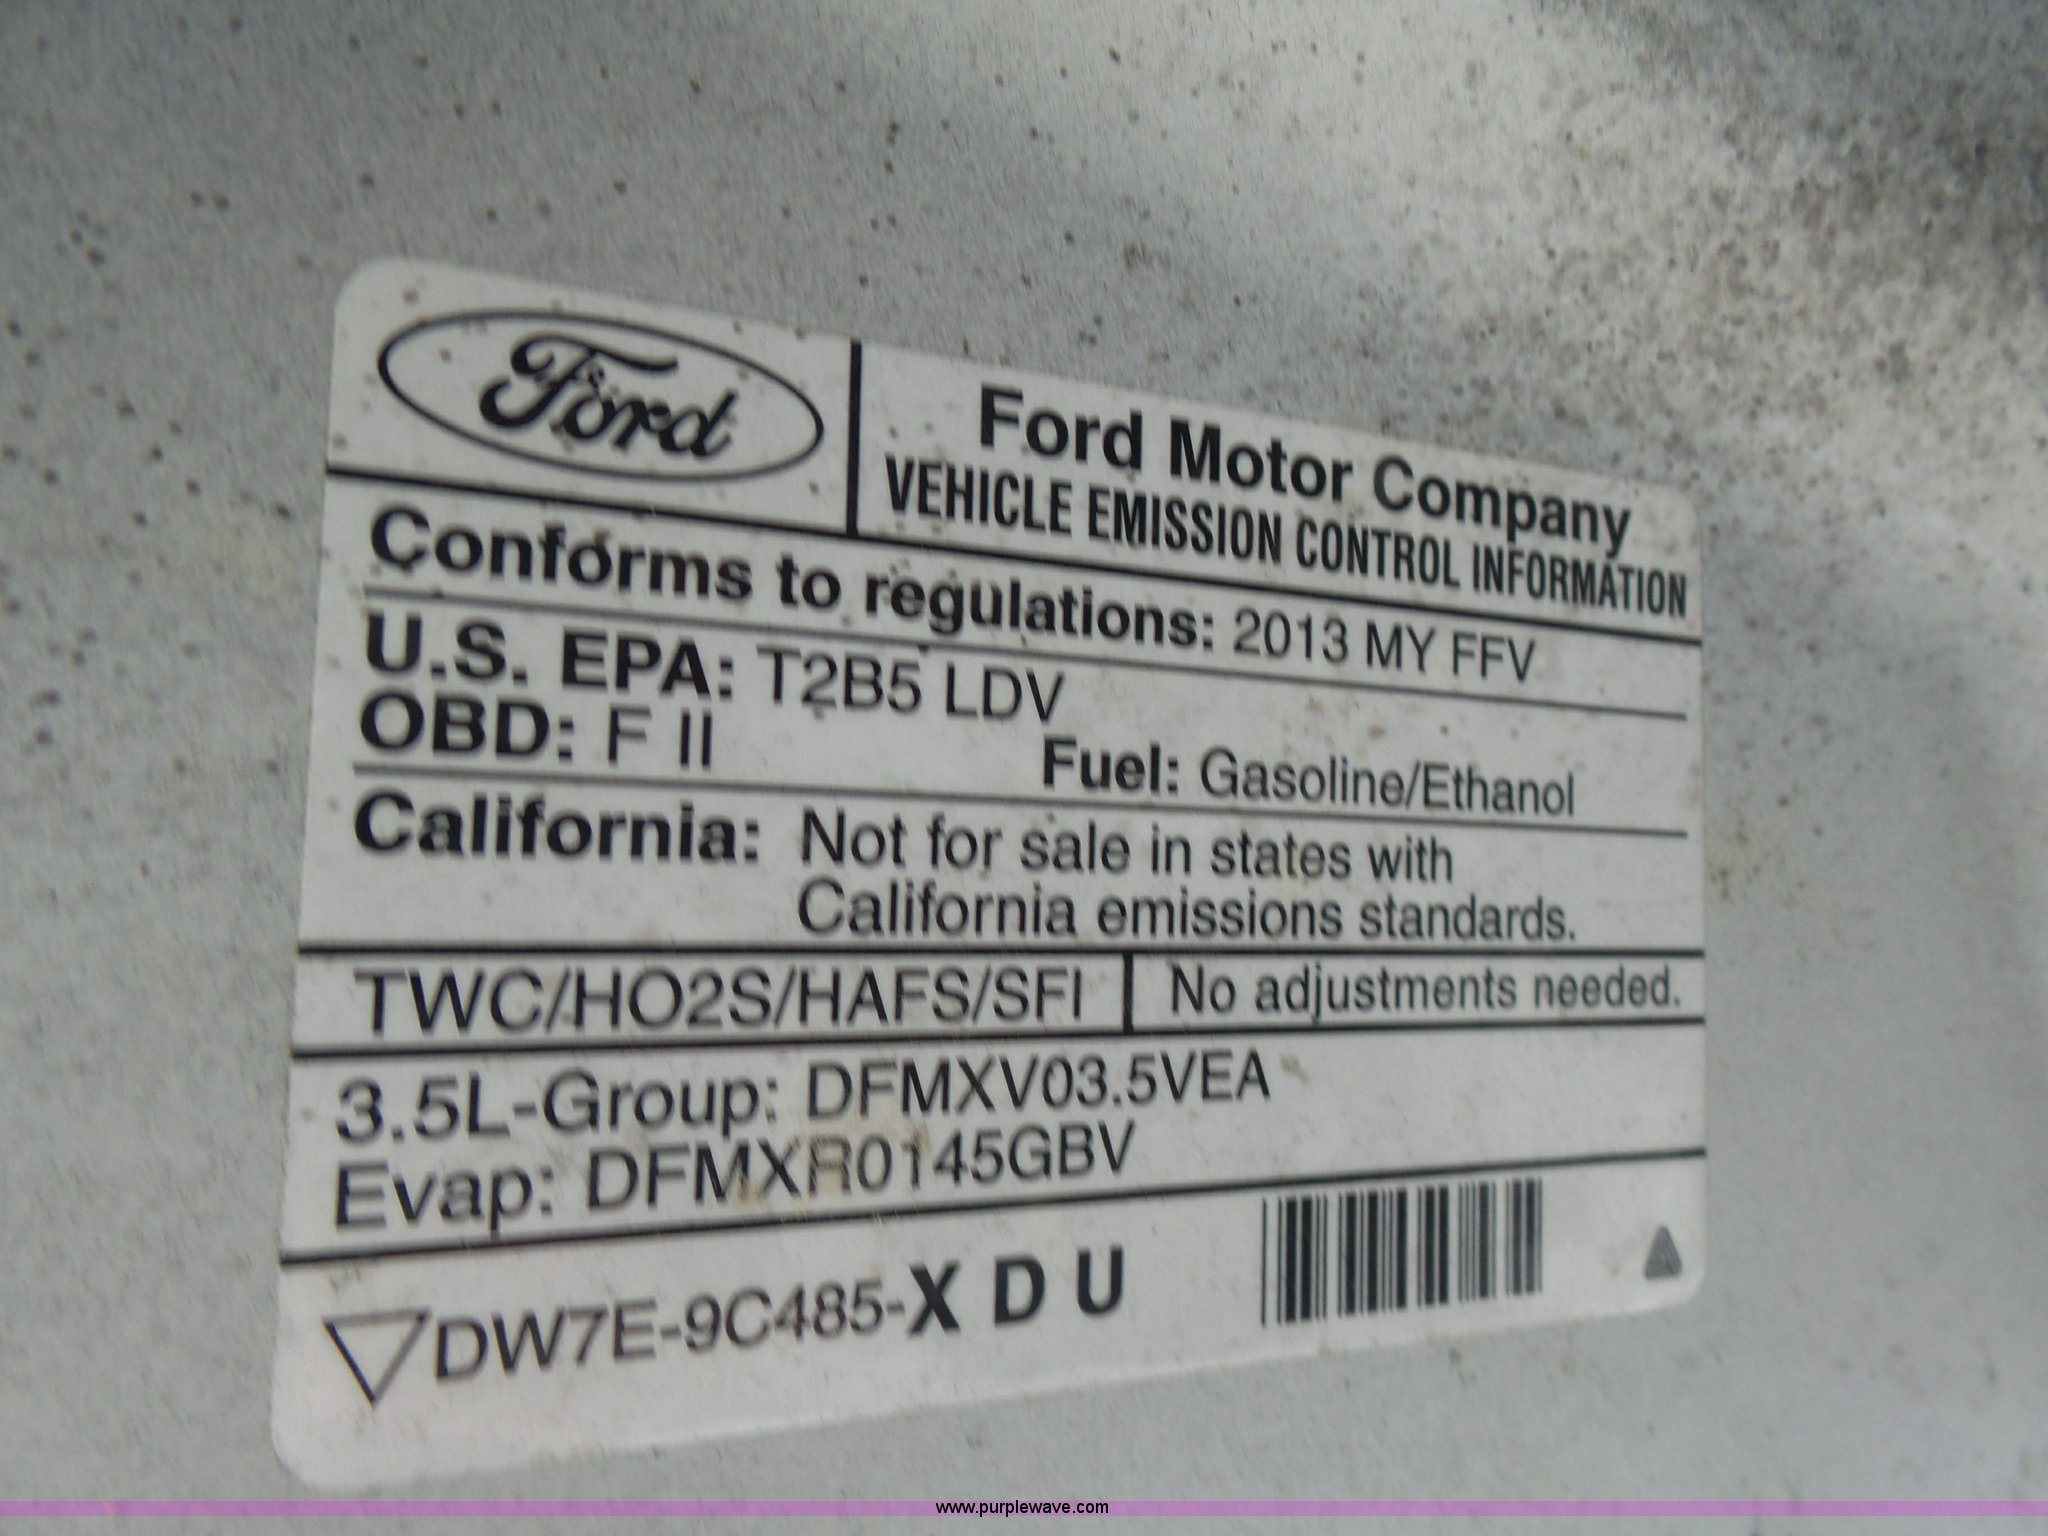 Ford
Ford Motor Company
VEHICLE EMISSION CONTROL INFORMATION
Conforms to regulations: 2013 MY FFV
U.S. EPA: T2B5 LDV
OBD: F II
Fuel: Gasoline/Ethanol
California: Not for sale in states with
California emissions standards.
TWC/HO2S/HAFS/SFI
No adjustments needed.
3.5L-Group: DFMXV03.5VEA
Evap: DFMXR0145GBV
DW7E-9C485-X D U
www.purplewave.com